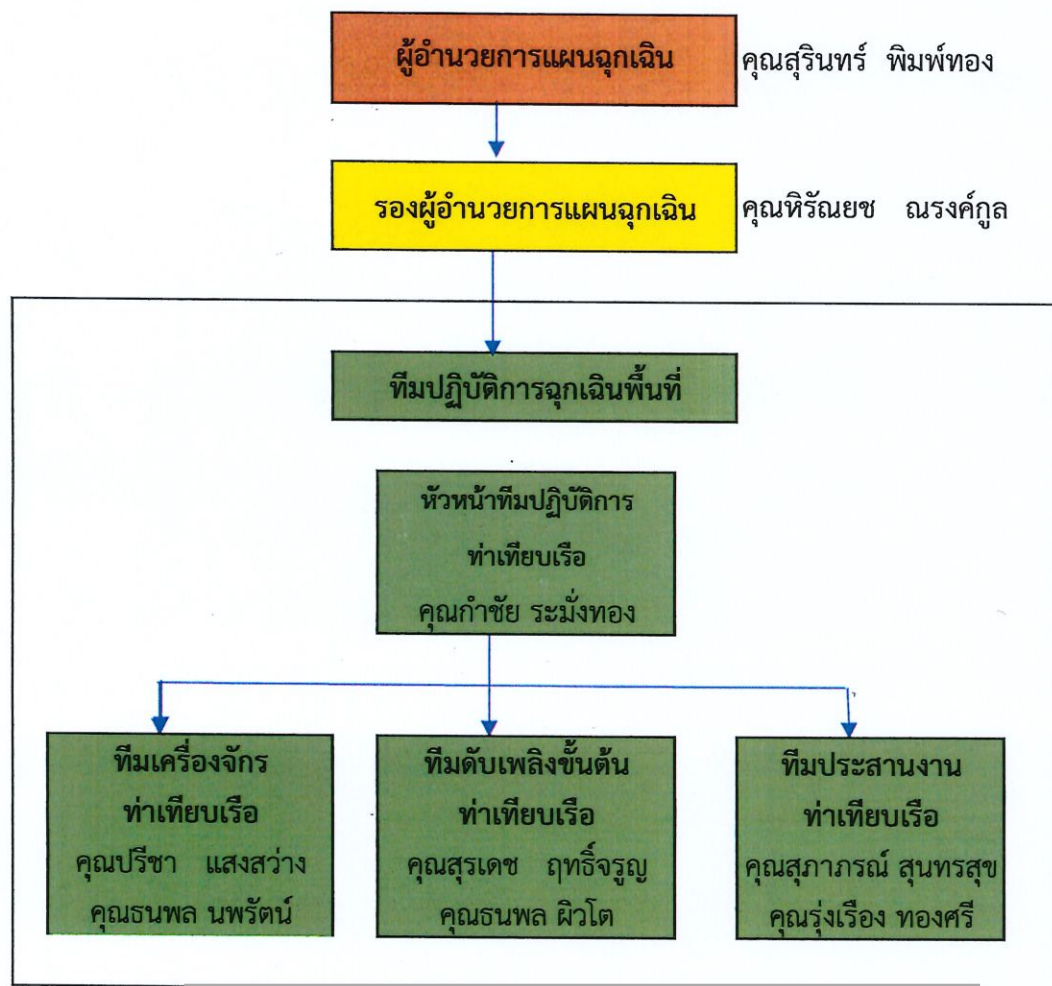 ผู้อำนวยการแผนฉุกเฉิน คุณสุรินทร์ พิมพ์ทอง
รองผู้อำนวยการแผนฉุกเฉิน คุณหิรัณยช ณรงค์กูล
ทีมปฏิบัติการฉุกเฉินพื้นที่
หัวหน้าทีมปฏิบัติการ
ท่าเทียบเรือ
คุณกำชัย ระมั่งทอง
ทีมเครื่องจักร
ท่าเทียบเรือ
คุณปรีชา แสงสว่าง
คุณธนพล นพรัตน์
ทีมดับเพลิงขั้นต้น
ท่าเทียบเรือ
คุณสุรเดช ฤทธิ์จรูญ
คุณธนพล ผิวโต
ทีมประสานงาน
ท่าเทียบเรือ
คุณสุภาภรณ์ สุนทรสุข
คุณรุ่งเรือง ทองศรี